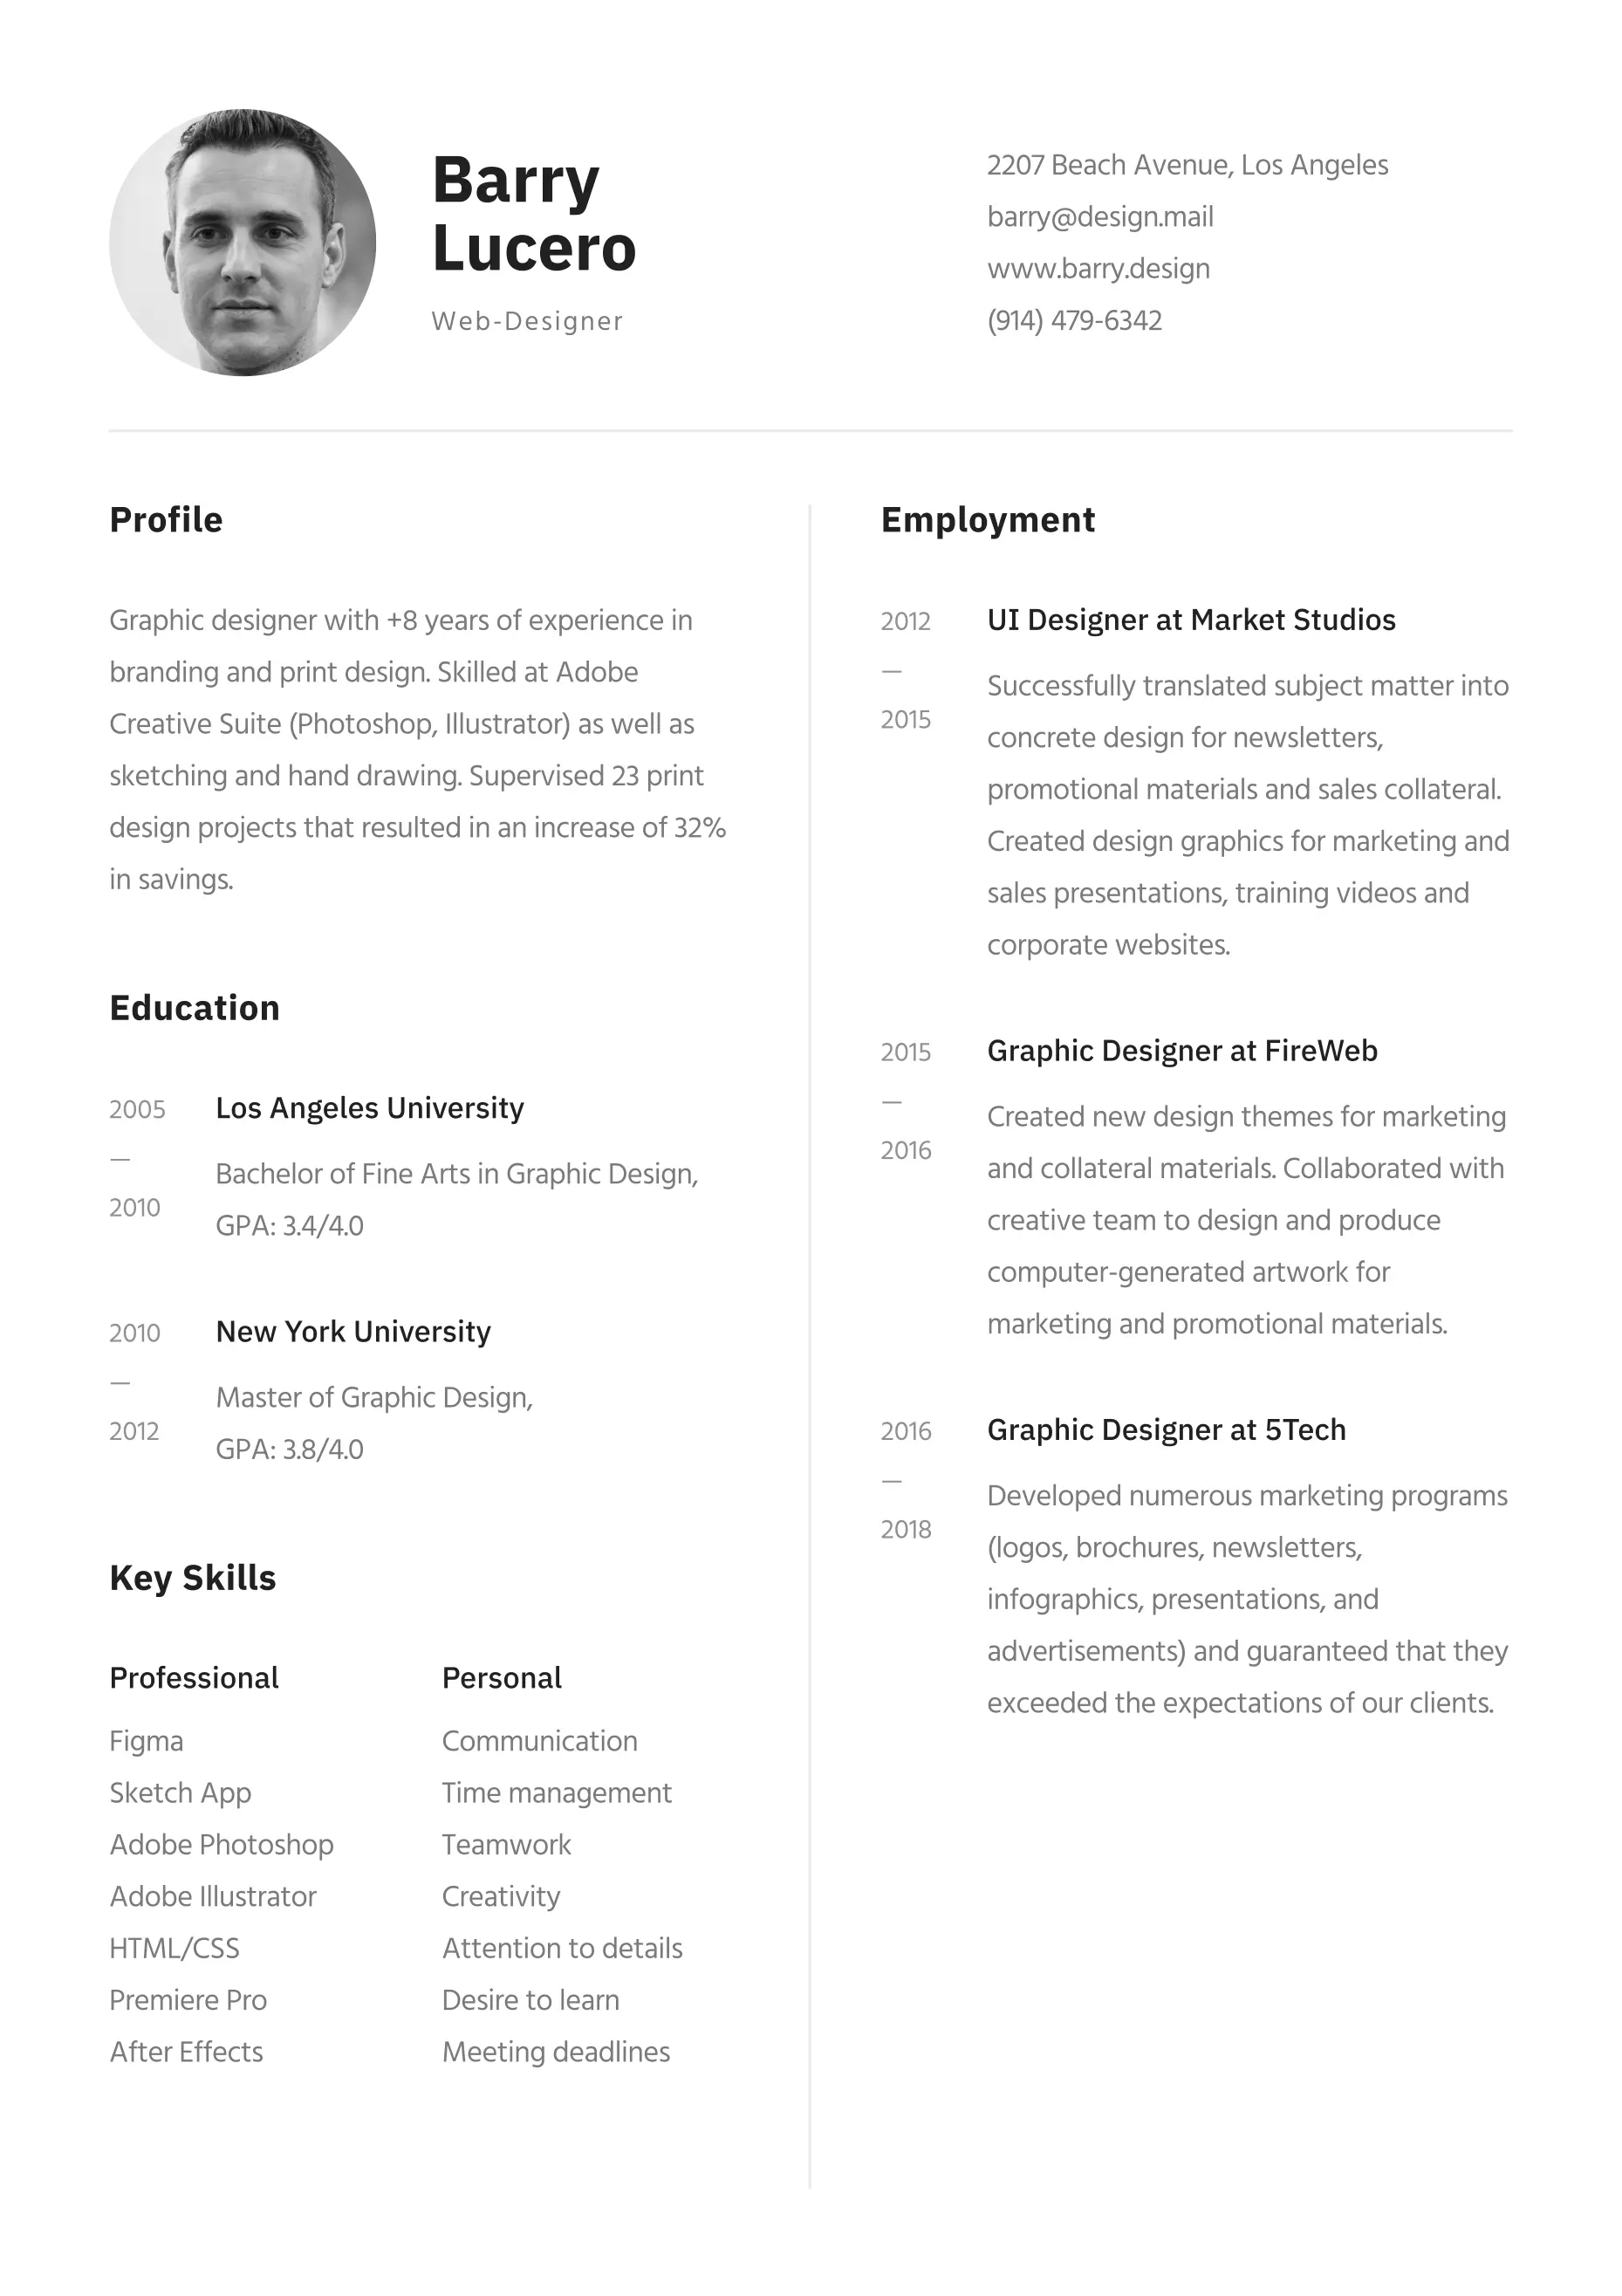 Barry
Lucero
Web-Designer
2207 Beach Avenue, Los Angeles
barry@design.mail
www.barry.design
(914) 479-6342
Profile
Graphic designer with +8 years of experience in
branding and print design. Skilled at Adobe
Creative Suite (Photoshop, Illustrator) as well as
sketching and hand drawing. Supervised 23 print
design projects that resulted in an increase of 32%
in savings.
Education
2005
—
2010
Los Angeles University
Bachelor of Fine Arts in Graphic Design,
GPA: 3.4/4.0
2010
—
2012
New York University
Master of Graphic Design,
GPA: 3.8/4.0
Key Skills
Professional
Figma
Sketch App
Adobe Photoshop
Adobe Illustrator
HTML/CSS
Premiere Pro
After Effects
Personal
Communication
Time management
Teamwork
Creativity
Attention to details
Desire to learn
Meeting deadlines
Employment
2012
—
2015
UI Designer at Market Studios
Successfully translated subject matter into
concrete design for newsletters,
promotional materials and sales collateral.
Created design graphics for marketing and
sales presentations, training videos and
corporate websites.
2015
—
2016
Graphic Designer at FireWeb
Created new design themes for marketing
and collateral materials. Collaborated with
creative team to design and produce
computer-generated artwork for
marketing and promotional materials.
2016
—
2018
Graphic Designer at 5Tech
Developed numerous marketing programs
(logos, brochures, newsletters,
infographics, presentations, and
advertisements) and guaranteed that they
exceeded the expectations of our clients.